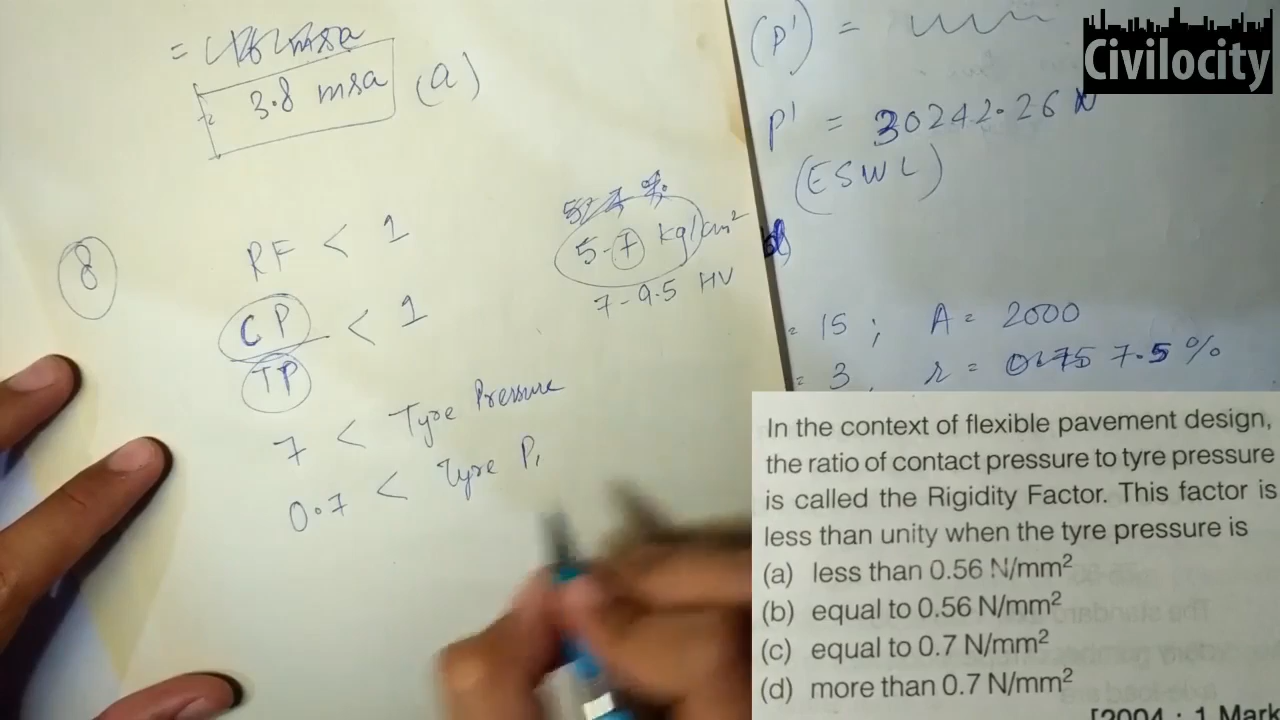 3.8 msa (a)
8
RF < 1
CP < 1
TP
7 < Tyre Pressure
0.7 < Tyre P,
5-7 kg/cm²
7-9.5 HV
(P') =
P' = 30242.26 N
(ESWL)
= 15 ; A = 2000
= 3, r = 7.5 %
Civilocity
In the context of flexible pavement design,
the ratio of contact pressure to tyre pressure
is called the Rigidity Factor. This factor is
less than unity when the tyre pressure is
(a) less than 0.56 N/mm²
(b) equal to 0.56 N/mm²
(c) equal to 0.7 N/mm²
(d) more than 0.7 N/mm²
[2004 : 1 Mark